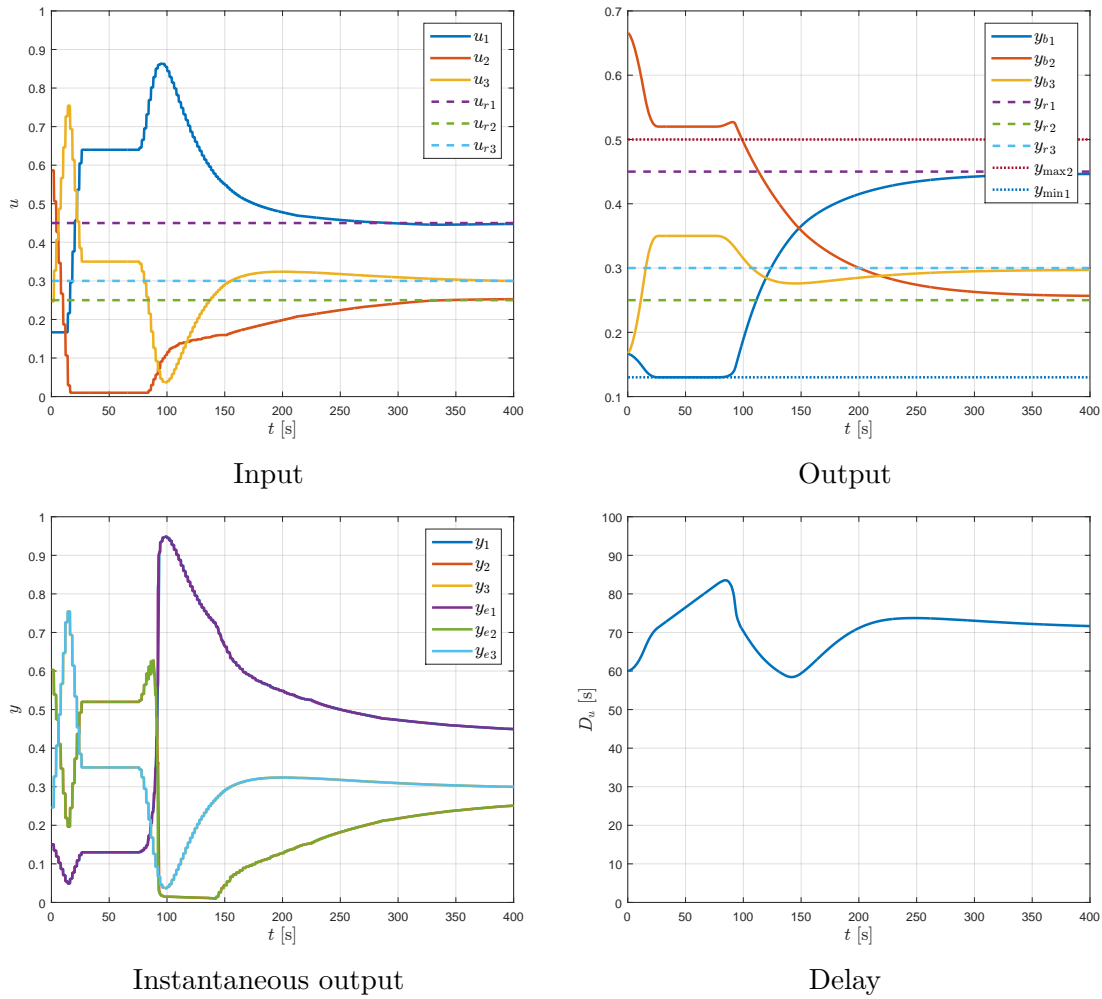 1
0.9
0.8
0.7
0.6
0.5
0.4
0.3
0.2
0.1
0
u
0 50 100 150 200 250 300 350 400
t [s]
u1
u2
u3
ur1
ur2
ur3
Input
0.7
0.6
0.5
0.4
0.3
0.2
0.1
0 50 100 150 200 250 300 350 400
t [s]
yb1
yb2
yb3
yr1
yr2
yr3
ymax2
ymin1
Output
1
0.9
0.8
0.7
0.6
0.5
0.4
0.3
0.2
0.1
0
y
0 50 100 150 200 250 300 350 400
t [s]
y1
y2
y3
ye1
ye2
ye3
Instantaneous output
100
90
80
70
60
50
40
30
20
10
0
Du [s]
0 50 100 150 200 250 300 350 400
t [s]
Delay